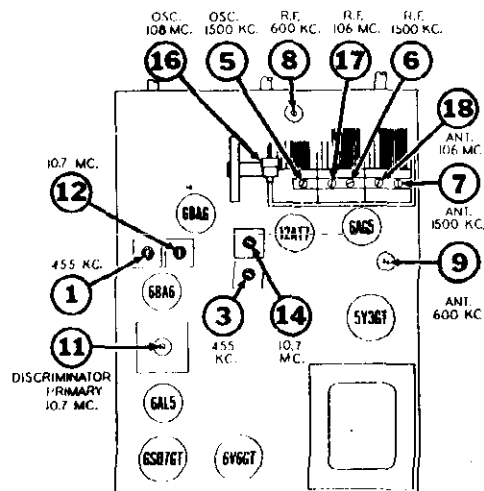 OSC. 108 MC.
OSC. 1500 KC.
R.F. 600 KC.
R.F. 106 MC.
R.F. 1500 KC.
16
5
8
17
6
18
ANT. 106 MC.
10.7 MC.
12
7
ANT. 1500 KC.
6BA6
12AT7
6AG5
455 KC.
1
9
ANT. 600 KC.
6BA6
3
455 KC.
14
10.7 MC.
5Y3GT
11
DISCRIMINATOR
PRIMARY
10.7 MC.
6AL5
6SB7GT
6V6GT